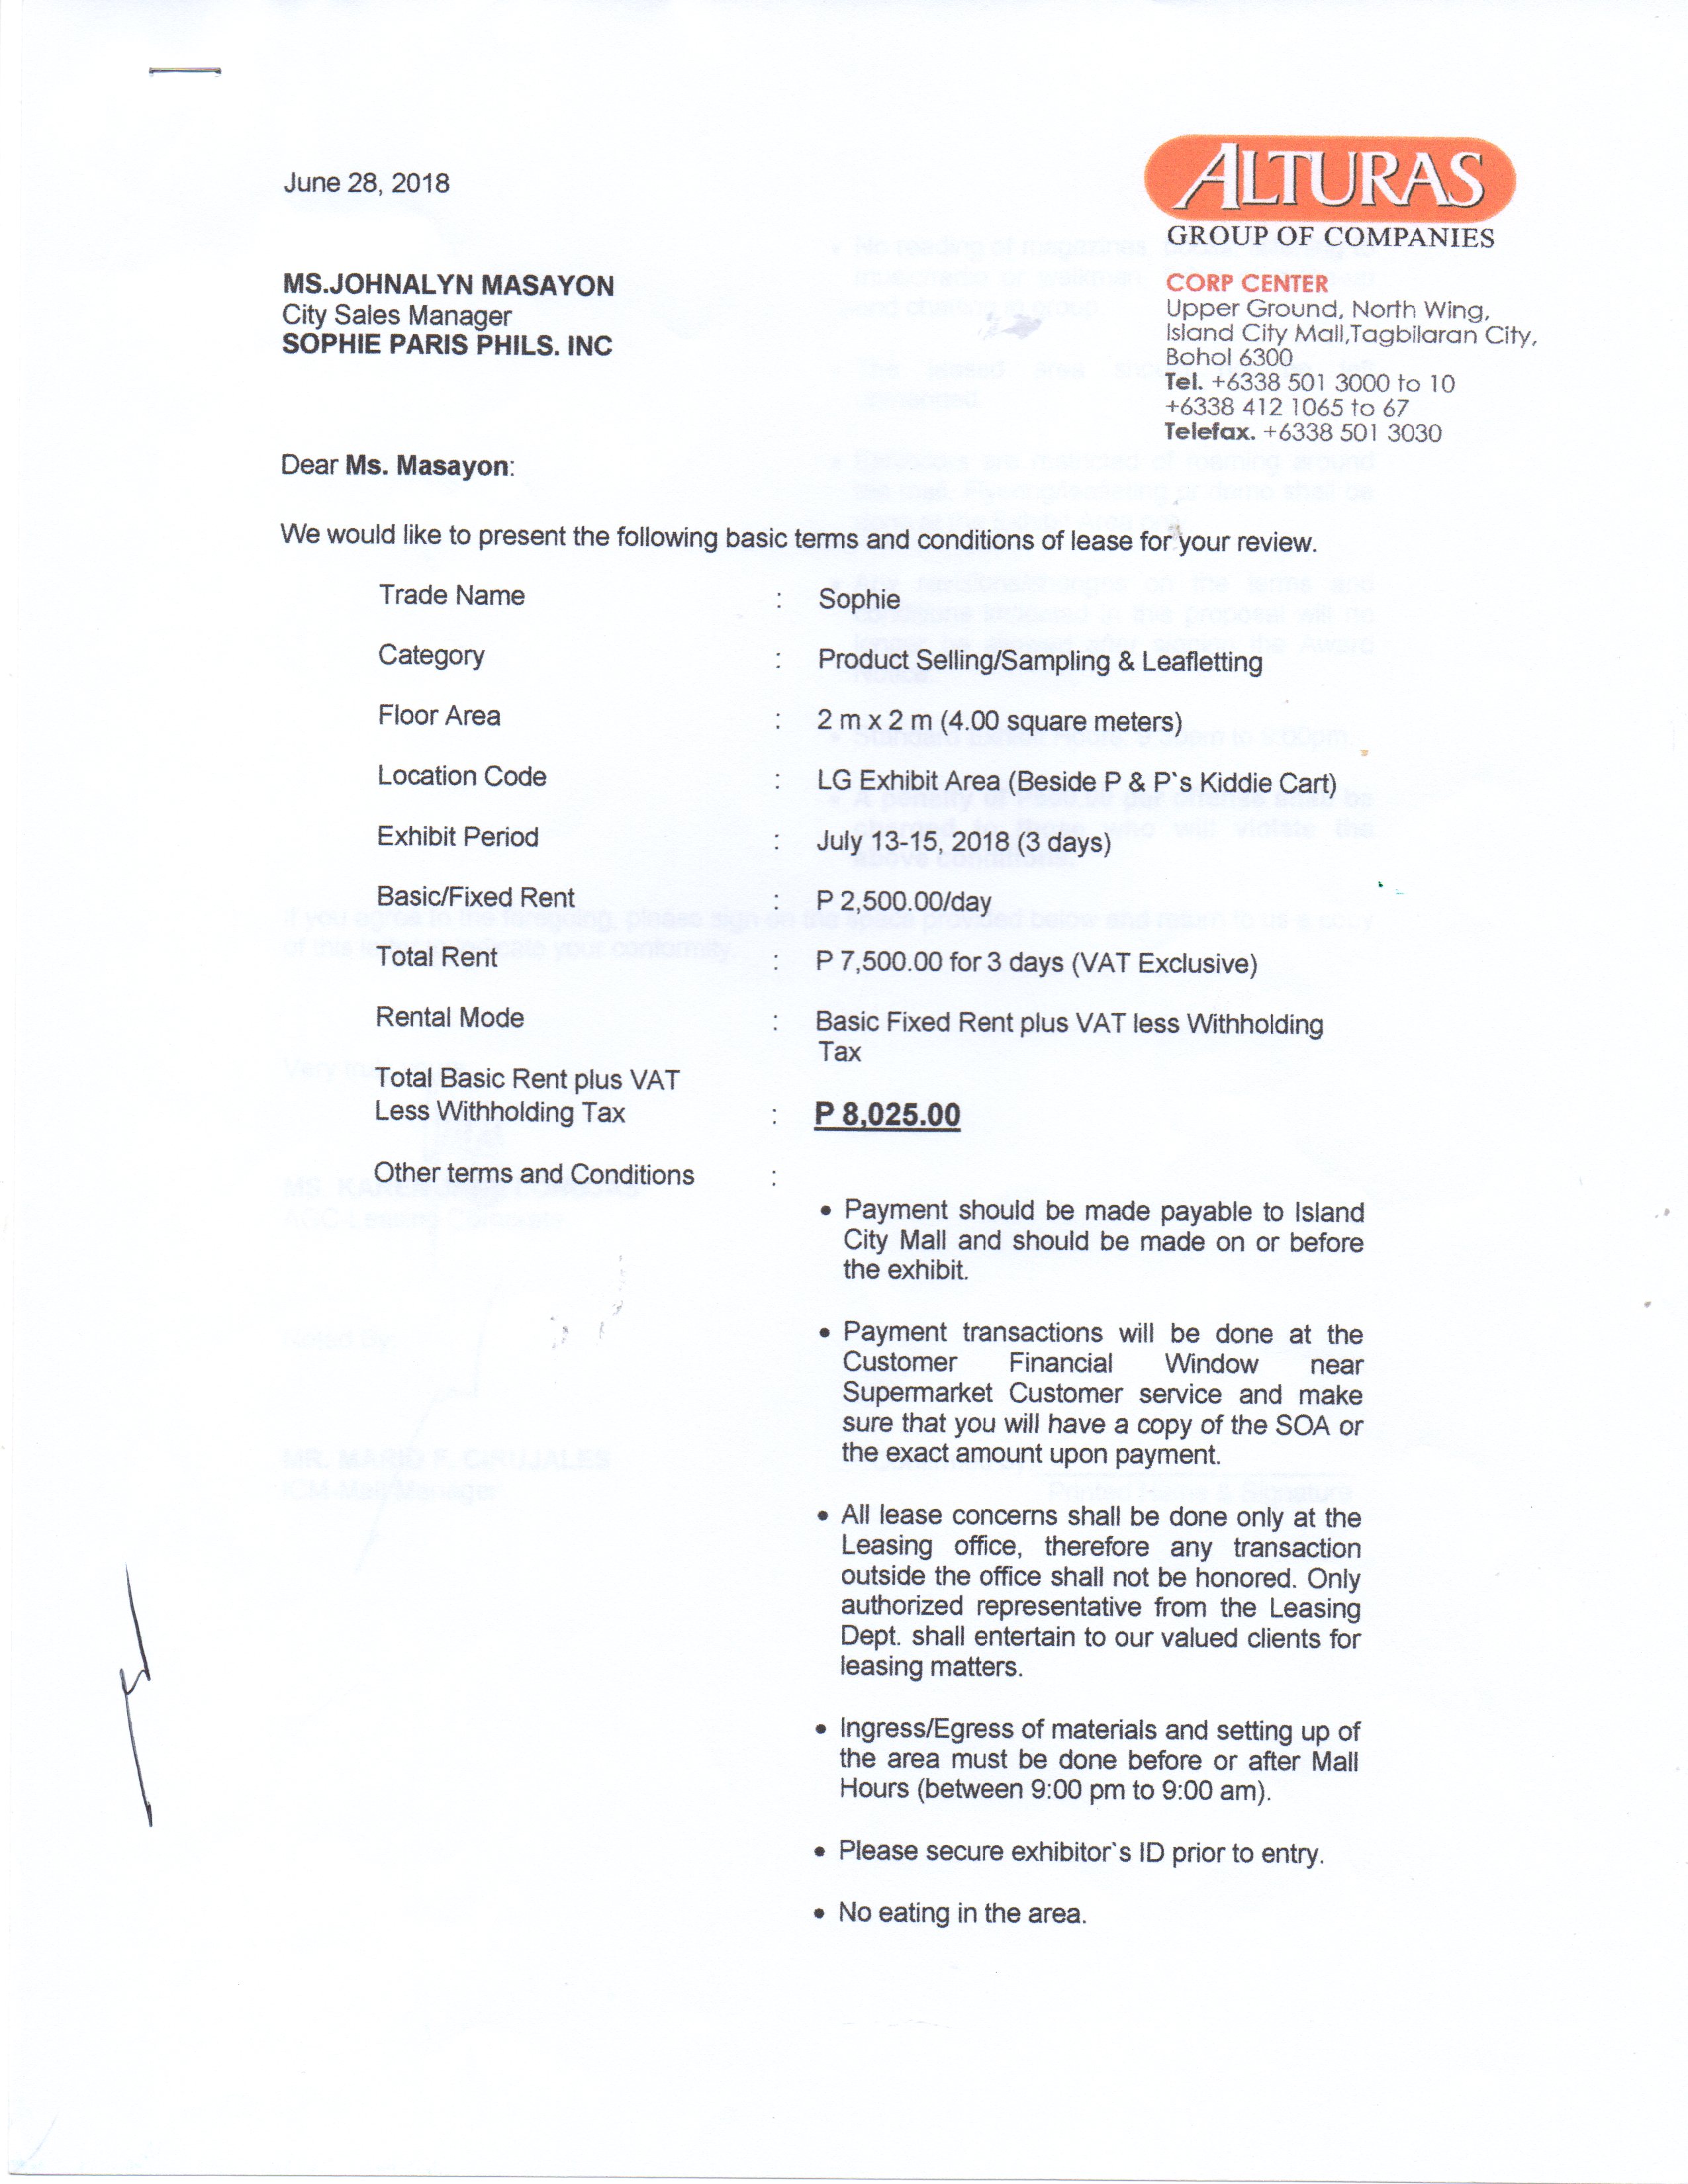 June 28, 2018
ALTURAS
GROUP OF COMPANIES
CORP CENTER
Upper Ground, North Wing,
Island City Mall,Tagbilaran City,
Bohol 6300
Tel. +6338 501 3000 to 10
+6338 412 1065 to 67
Telefax. +6338 501 3030
MS.JOHNALYN MASAYON
City Sales Manager
SOPHIE PARIS PHILS. INC
Dear Ms. Masayon:
We would like to present the following basic terms and conditions of lease for your review.
Trade Name : Sophie
Category : Product Selling/Sampling & Leafletting
Floor Area : 2 m x 2 m (4.00 square meters)
Location Code : LG Exhibit Area (Beside P & P`s Kiddie Cart)
Exhibit Period : July 13-15, 2018 (3 days)
Basic/Fixed Rent : P 2,500.00/day
Total Rent : P 7,500.00 for 3 days (VAT Exclusive)
Rental Mode : Basic Fixed Rent plus VAT less Withholding
Tax
Total Basic Rent plus VAT
Less Withholding Tax : P 8,025.00
Other terms and Conditions :
• Payment should be made payable to Island
City Mall and should be made on or before
the exhibit.
• Payment transactions will be done at the
Customer Financial Window near
Supermarket Customer service and make
sure that you will have a copy of the SOA or
the exact amount upon payment.
• All lease concerns shall be done only at the
Leasing office, therefore any transaction
outside the office shall not be honored. Only
authorized representative from the Leasing
Dept. shall entertain to our valued clients for
leasing matters.
• Ingress/Egress of materials and setting up of
the area must be done before or after Mall
Hours (between 9:00 pm to 9:00 am).
• Please secure exhibitor`s ID prior to entry.
• No eating in the area.